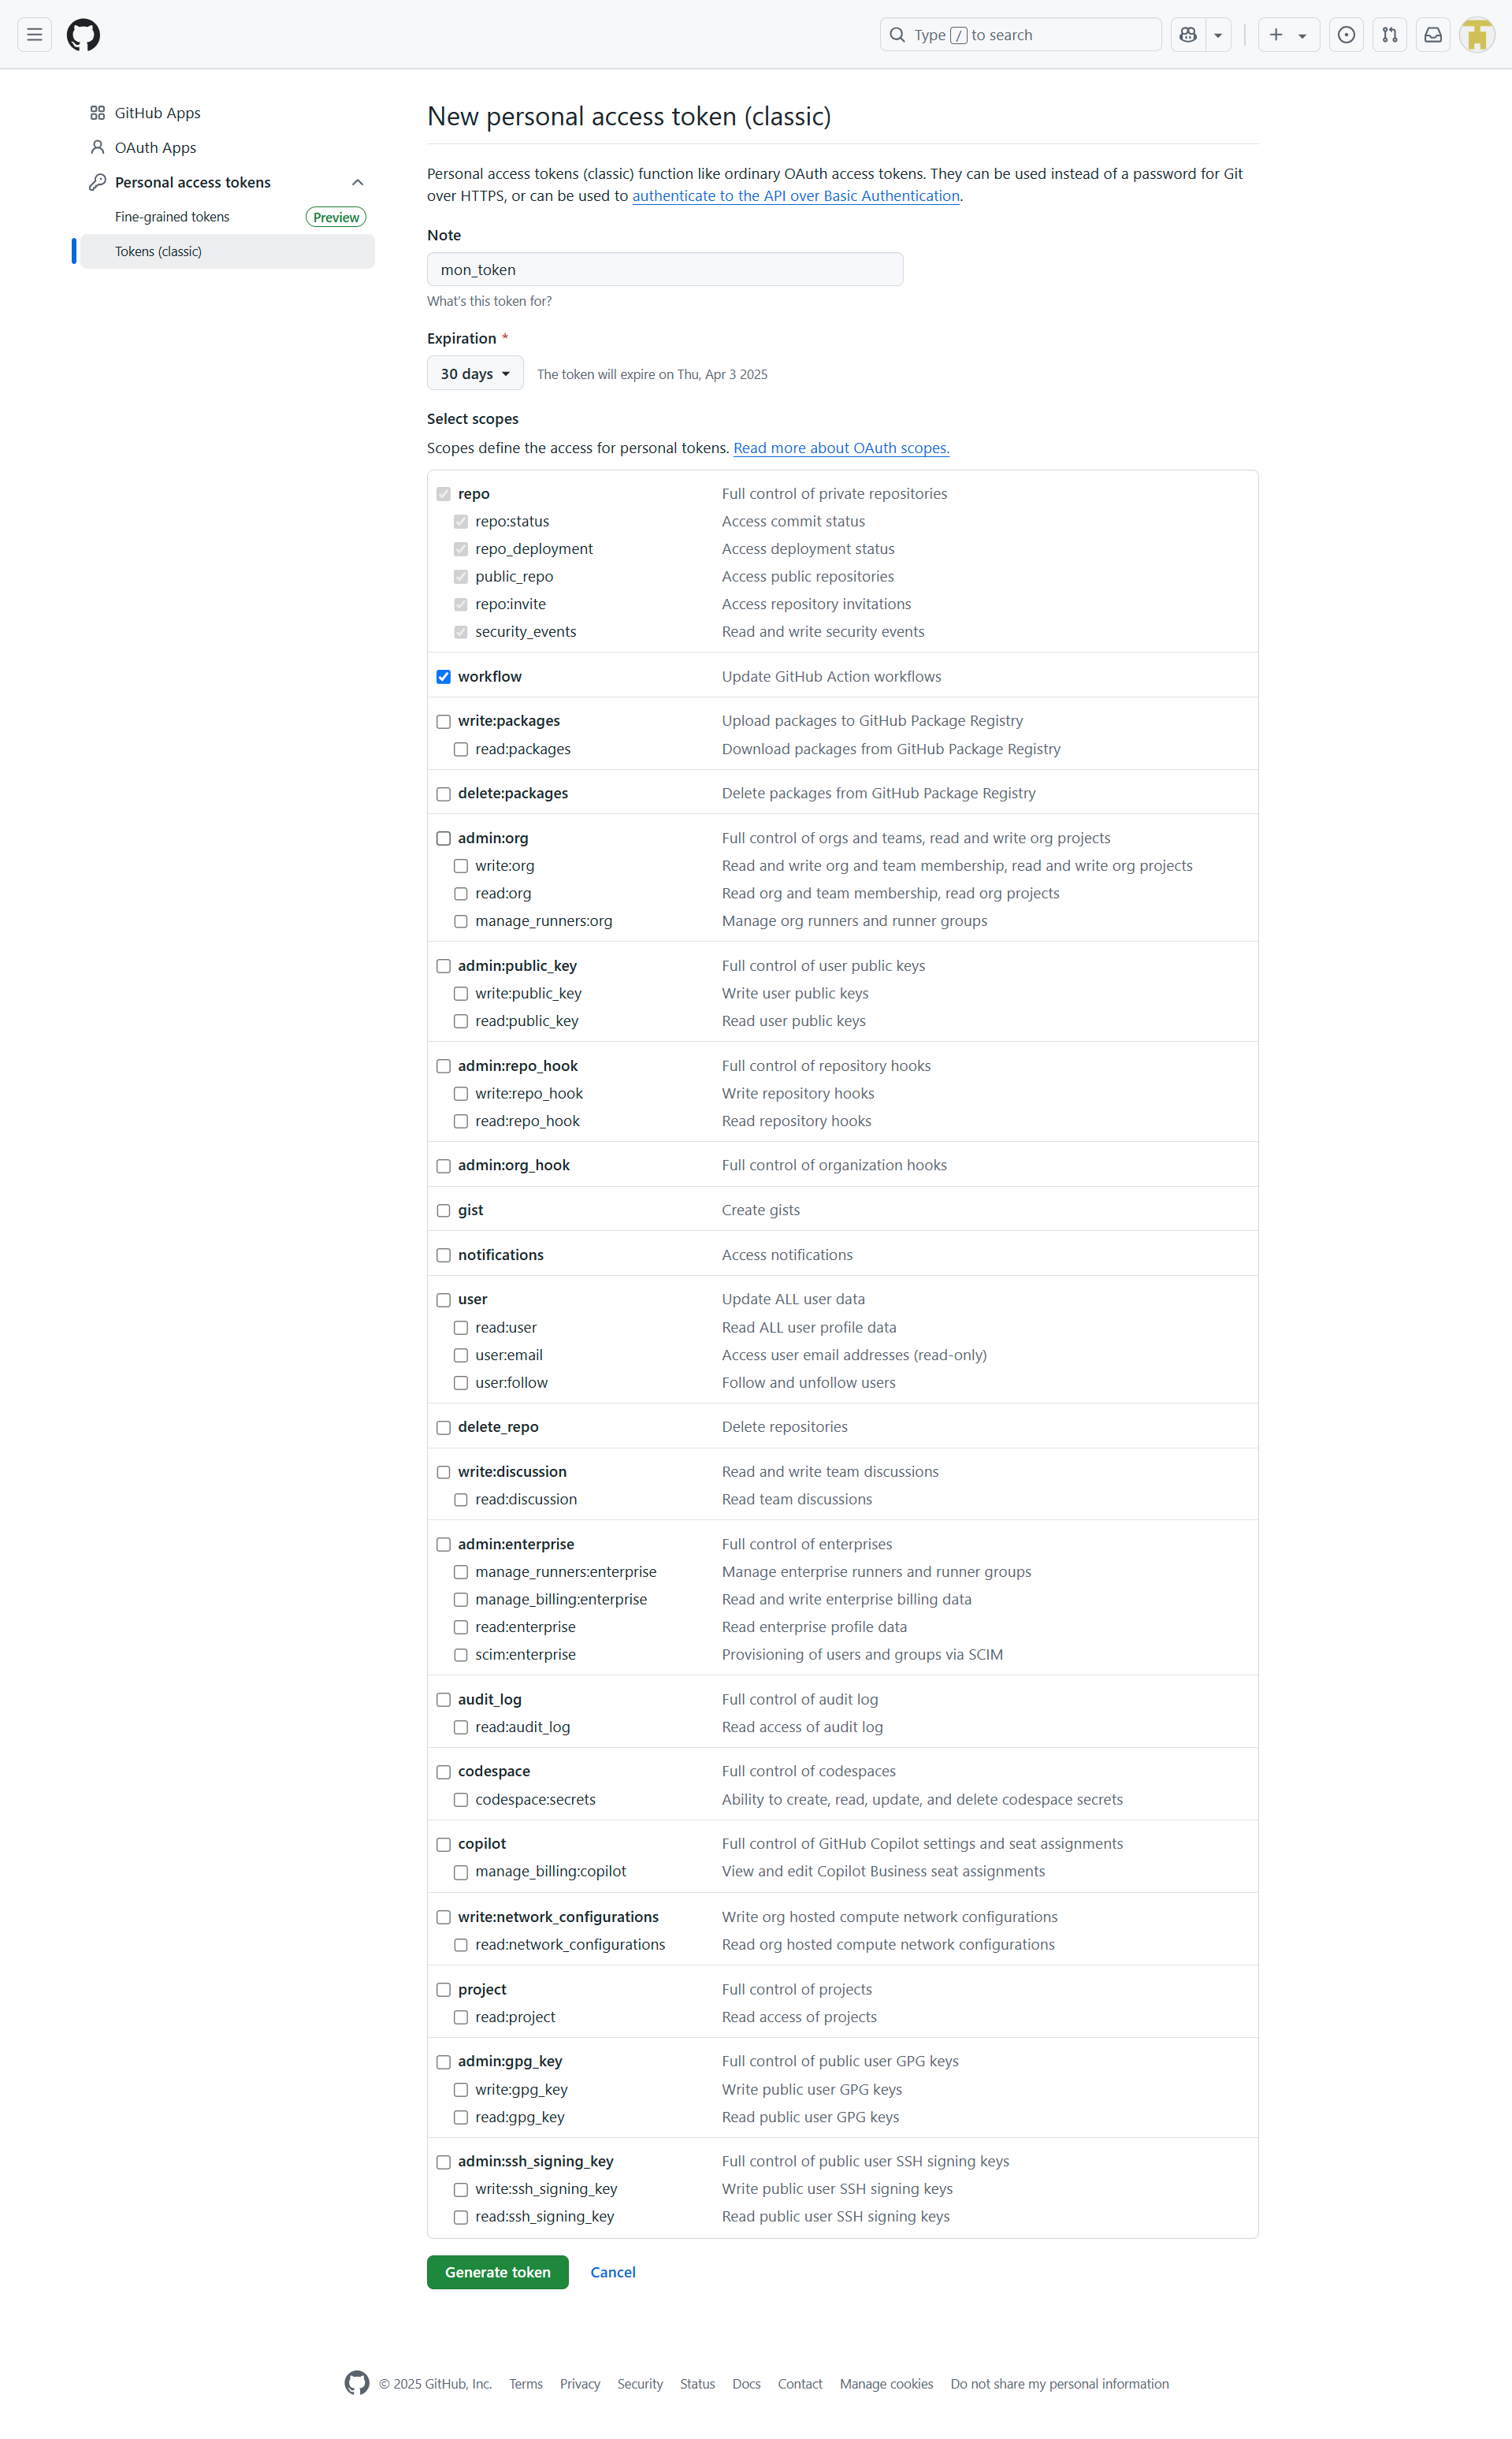 Type / to search
GitHub Apps
OAuth Apps
Personal access tokens
Fine-grained tokens Preview
Tokens (classic)
New personal access token (classic)
Personal access tokens (classic) function like ordinary OAuth access tokens. They can be used instead of a password for Git
over HTTPS, or can be used to authenticate to the API over Basic Authentication.
Note
mon_token
What's this token for?
Expiration *
30 days The token will expire on Thu, Apr 3 2025
Select scopes
Scopes define the access for personal tokens. Read more about OAuth scopes.
repo Full control of private repositories
repo:status Access commit status
repo_deployment Access deployment status
public_repo Access public repositories
repo:invite Access repository invitations
security_events Read and write security events
workflow Update GitHub Action workflows
write:packages Upload packages to GitHub Package Registry
read:packages Download packages from GitHub Package Registry
delete:packages Delete packages from GitHub Package Registry
admin:org Full control of orgs and teams, read and write org projects
write:org Read and write org and team membership, read and write org projects
read:org Read org and team membership, read org projects
manage_runners:org Manage org runners and runner groups
admin:public_key Full control of user public keys
write:public_key Write user public keys
read:public_key Read user public keys
admin:repo_hook Full control of repository hooks
write:repo_hook Write repository hooks
read:repo_hook Read repository hooks
admin:org_hook Full control of organization hooks
gist Create gists
notifications Access notifications
user Update ALL user data
read:user Read ALL user profile data
user:email Access user email addresses (read-only)
user:follow Follow and unfollow users
delete_repo Delete repositories
write:discussion Read and write team discussions
read:discussion Read team discussions
admin:enterprise Full control of enterprises
manage_runners:enterprise Manage enterprise runners and runner groups
manage_billing:enterprise Read and write enterprise billing data
read:enterprise Read enterprise profile data
scim:enterprise Provisioning of users and groups via SCIM
audit_log Full control of audit log
read:audit_log Read access of audit log
codespace Full control of codespaces
codespace:secrets Ability to create, read, update, and delete codespace secrets
copilot Full control of GitHub Copilot settings and seat assignments
manage_billing:copilot View and edit Copilot Business seat assignments
write:network_configurations Write org hosted compute network configurations
read:network_configurations Read org hosted compute network configurations
project Full control of projects
read:project Read access of projects
admin:gpg_key Full control of public user GPG keys
write:gpg_key Write public user GPG keys
read:gpg_key Read public user GPG keys
admin:ssh_signing_key Full control of public user SSH signing keys
write:ssh_signing_key Write public user SSH signing keys
read:ssh_signing_key Read public user SSH signing keys
Generate token Cancel
© 2025 GitHub, Inc. Terms Privacy Security Status Docs Contact Manage cookies Do not share my personal information